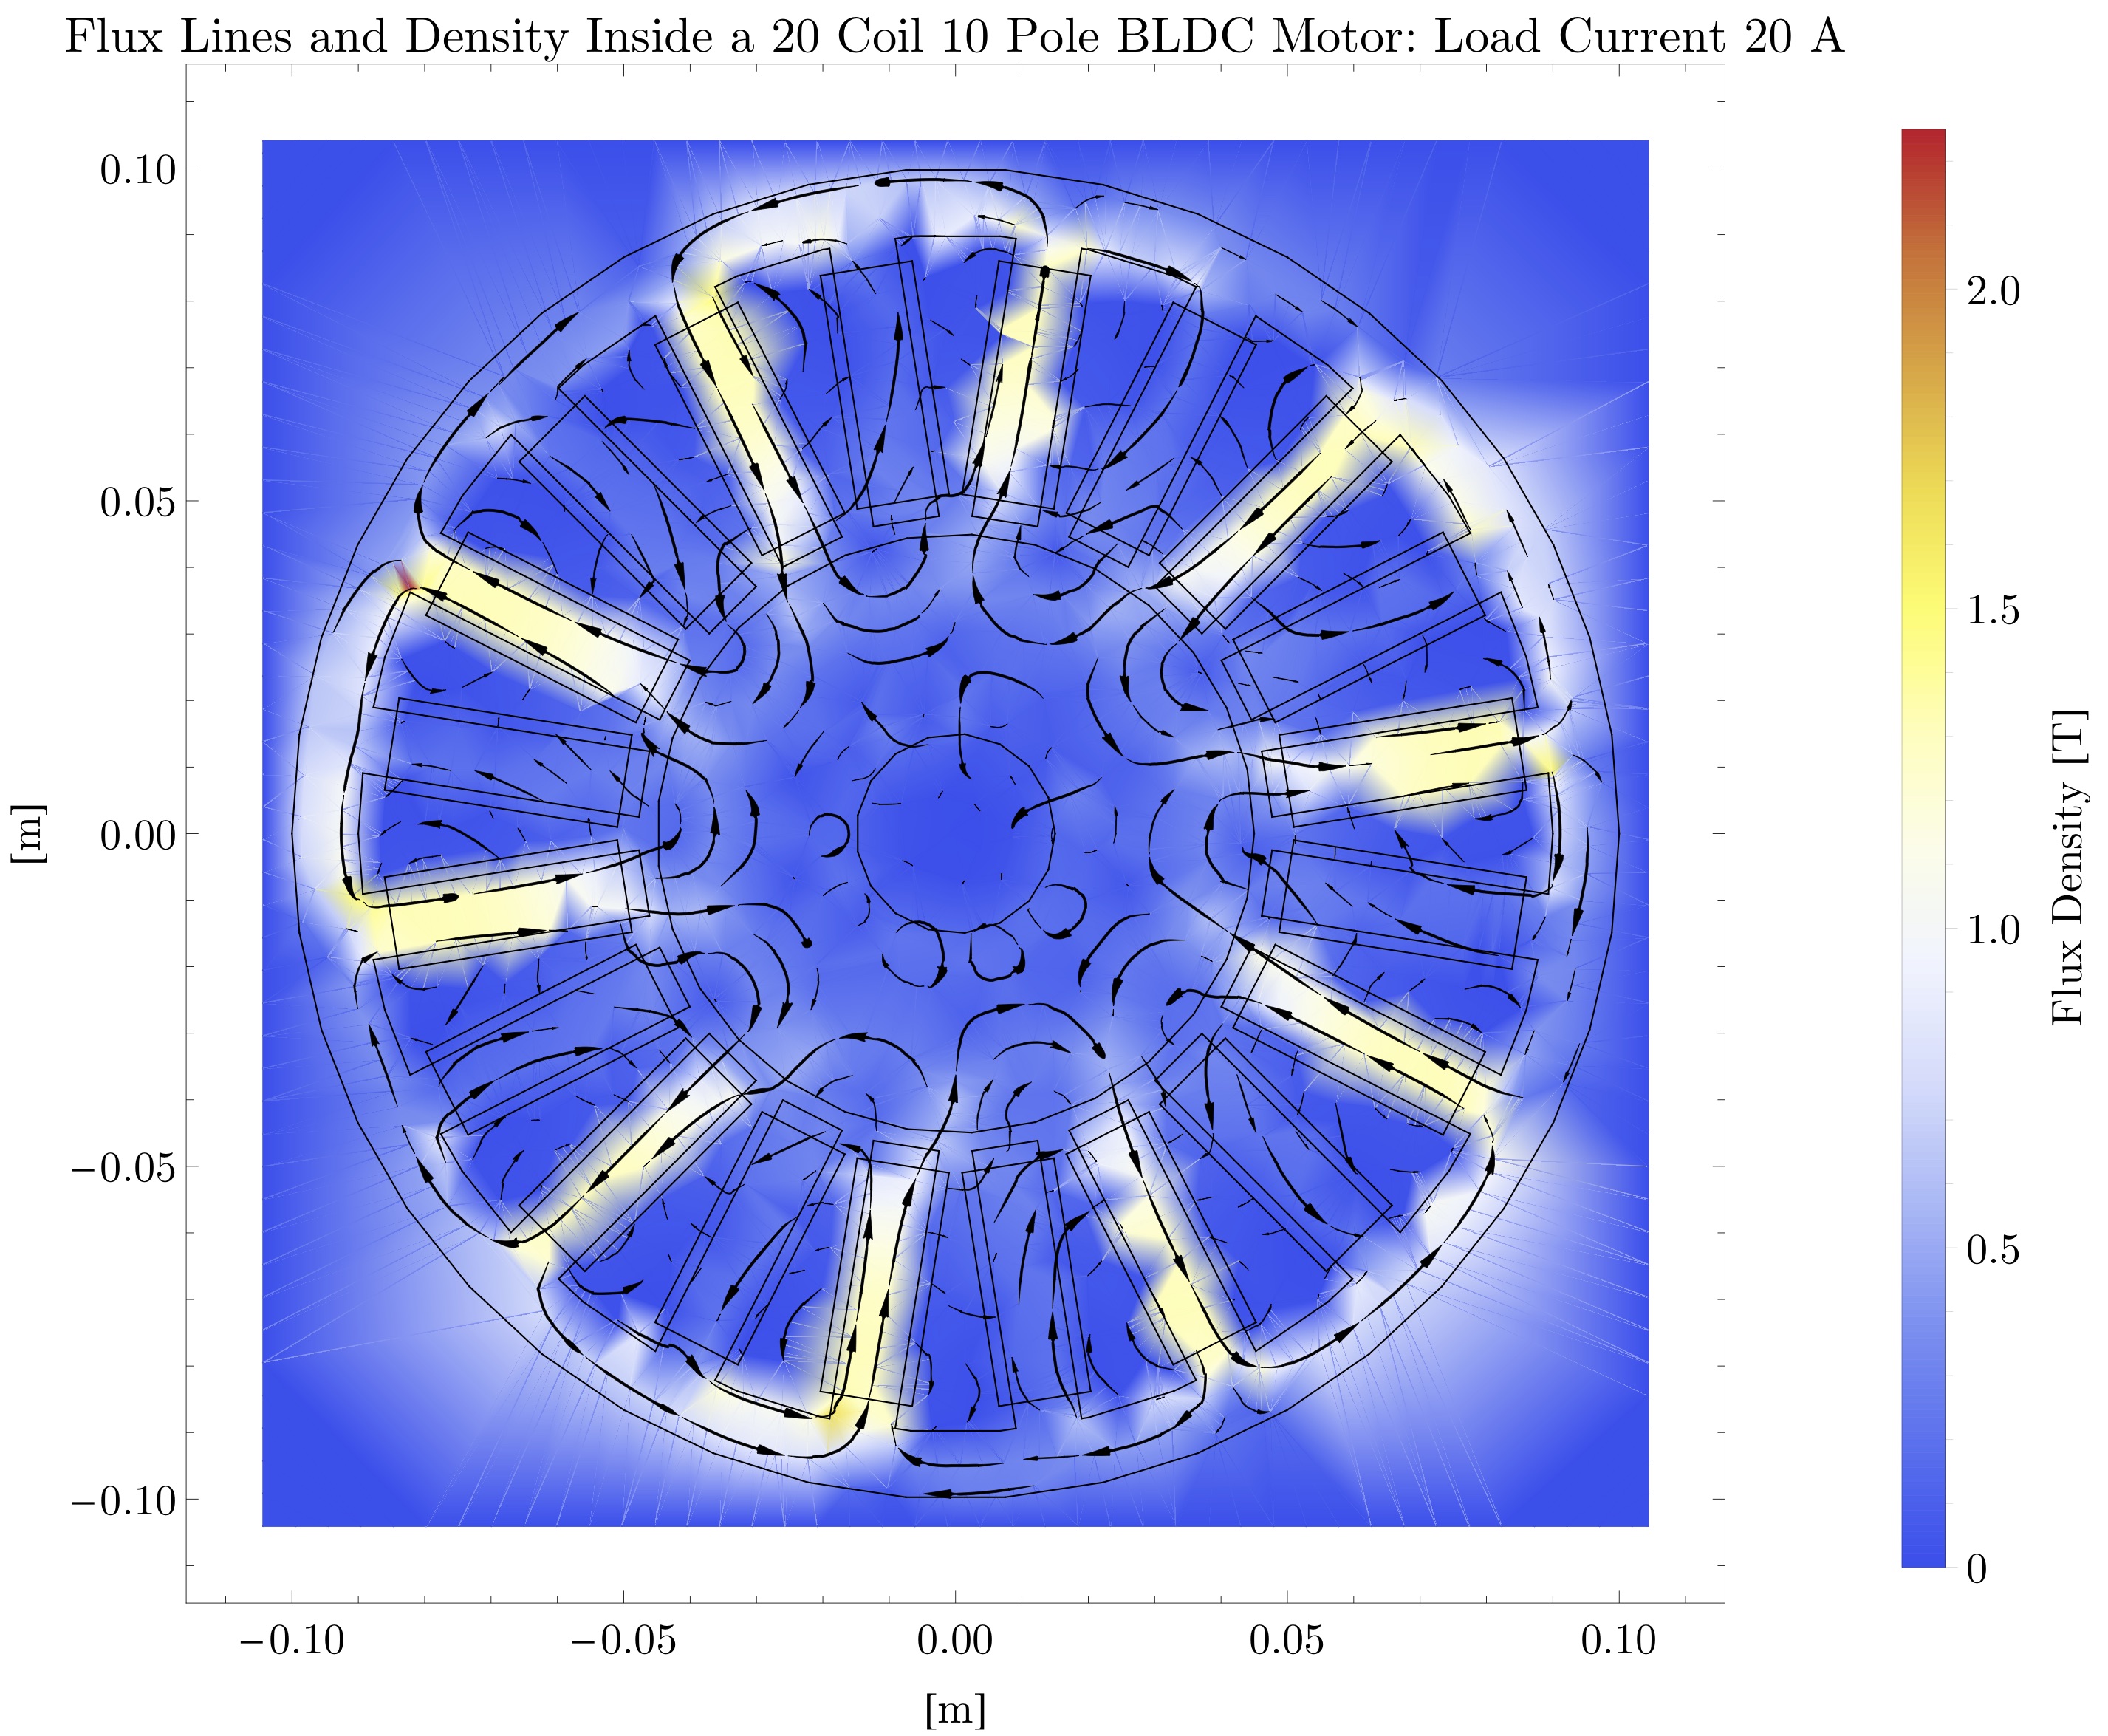 Flux Lines and Density Inside a 20 Coil 10 Pole BLDC Motor: Load Current 20 A
0.10
0.05
0.00
−0.05
−0.10
[m]
−0.10 −0.05 0.00 0.05 0.10
[m]
2.0
1.5
1.0
0.5
0
Flux Density [T]